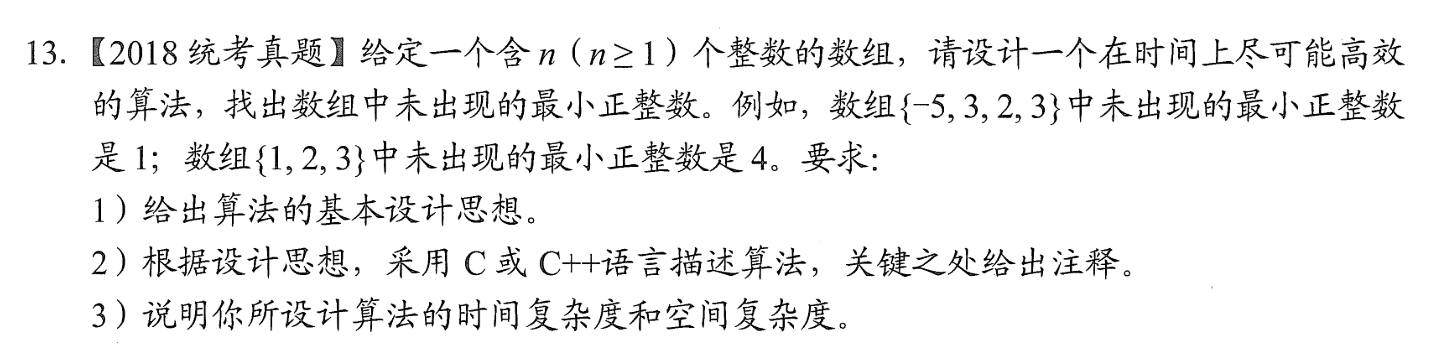 13.【2018 统考真题】给定一个含 n（n ≥ 1）个整数的数组，请设计一个在时间上尽可能高效
的算法，找出数组中未出现的最小正整数。例如，数组{−5, 3, 2, 3}中未出现的最小正整数
是 1；数组{1, 2, 3}中未出现的最小正整数是 4。要求：
1）给出算法的基本设计思想。
2）根据设计思想，采用 C 或 C++语言描述算法，关键之处给出注释。
3）说明你所设计算法的时间复杂度和空间复杂度。